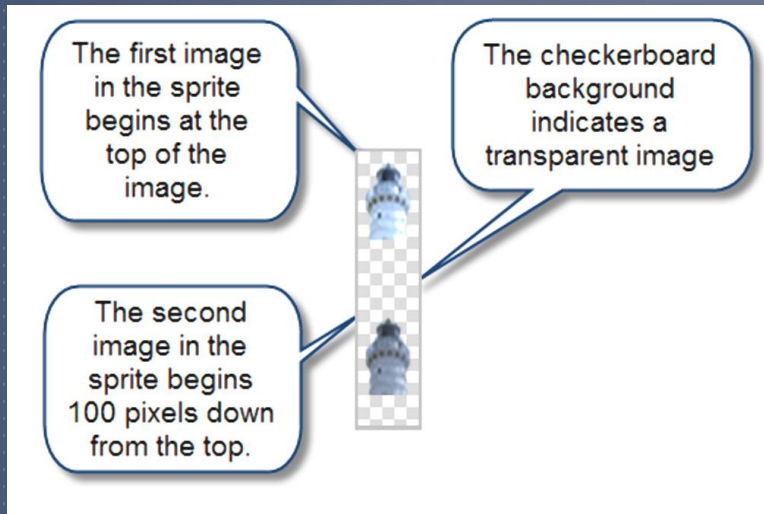 The first image
in the sprite
begins at the
top of the
image.
The checkerboard
background
indicates a
transparent image
The second
image in the
sprite begins
100 pixels down
from the top.